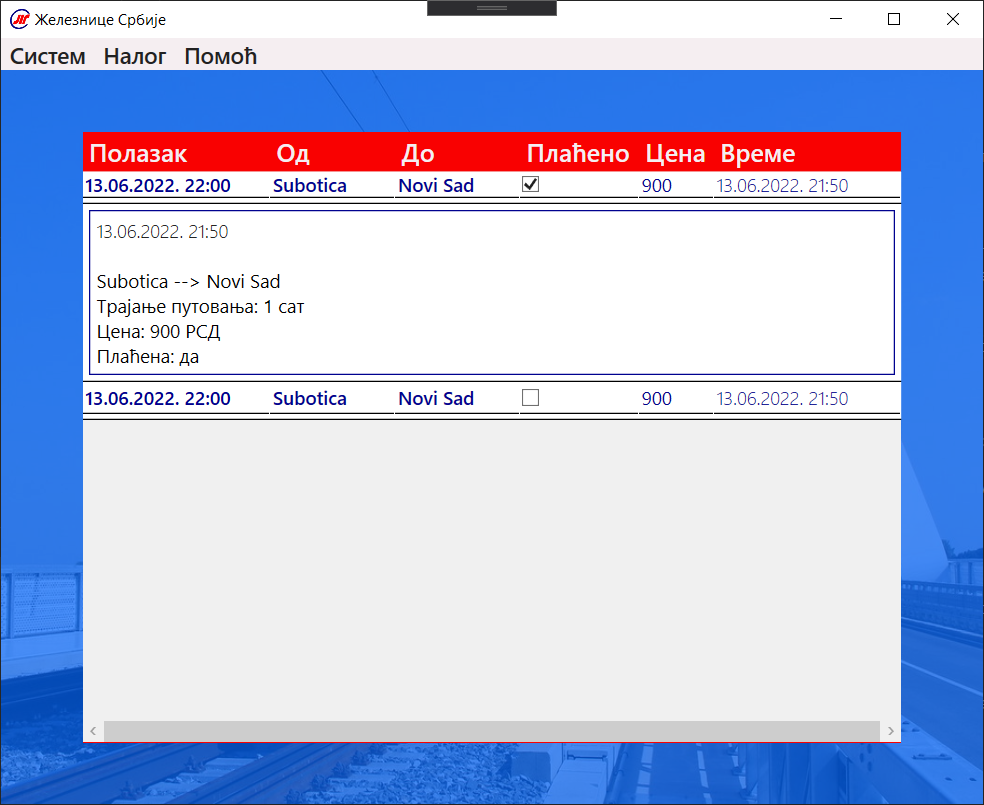 Железнице Србије
Систем Налог Помоћ
Полазак Од До Плаћено Цена Време
13.06.2022. 22:00 Subotica Novi Sad 900 13.06.2022. 21:50
13.06.2022. 21:50
Subotica --> Novi Sad
Трајање путовања: 1 сат
Цена: 900 РСД
Плаћена: да
13.06.2022. 22:00 Subotica Novi Sad 900 13.06.2022. 21:50